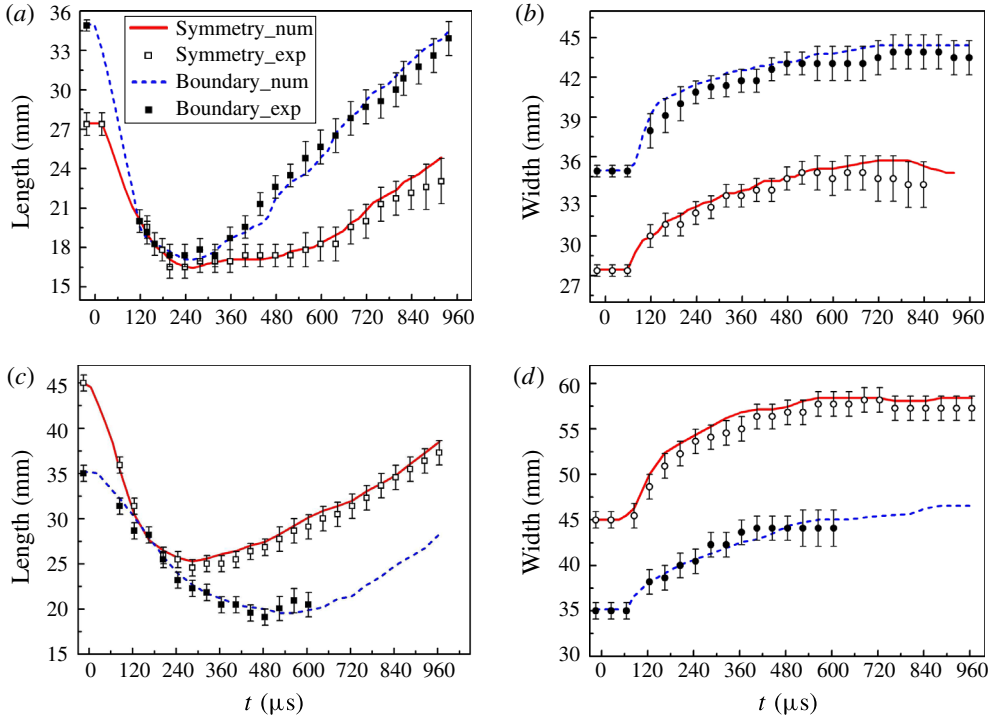 (a)
36
33
30
27
24
21
18
15
Length (mm)
Symmetry_num
Symmetry_exp
Boundary_num
Boundary_exp
0 120 240 360 480 600 720 840 960
(b)
45
42
39
36
33
30
27
Width (mm)
0 120 240 360 480 600 720 840 960
(c)
45
40
35
30
25
20
15
Length (mm)
0 120 240 360 480 600 720 840 960
t (μs)
(d)
60
55
50
45
40
35
30
Width (mm)
0 120 240 360 480 600 720 840 960
t (μs)